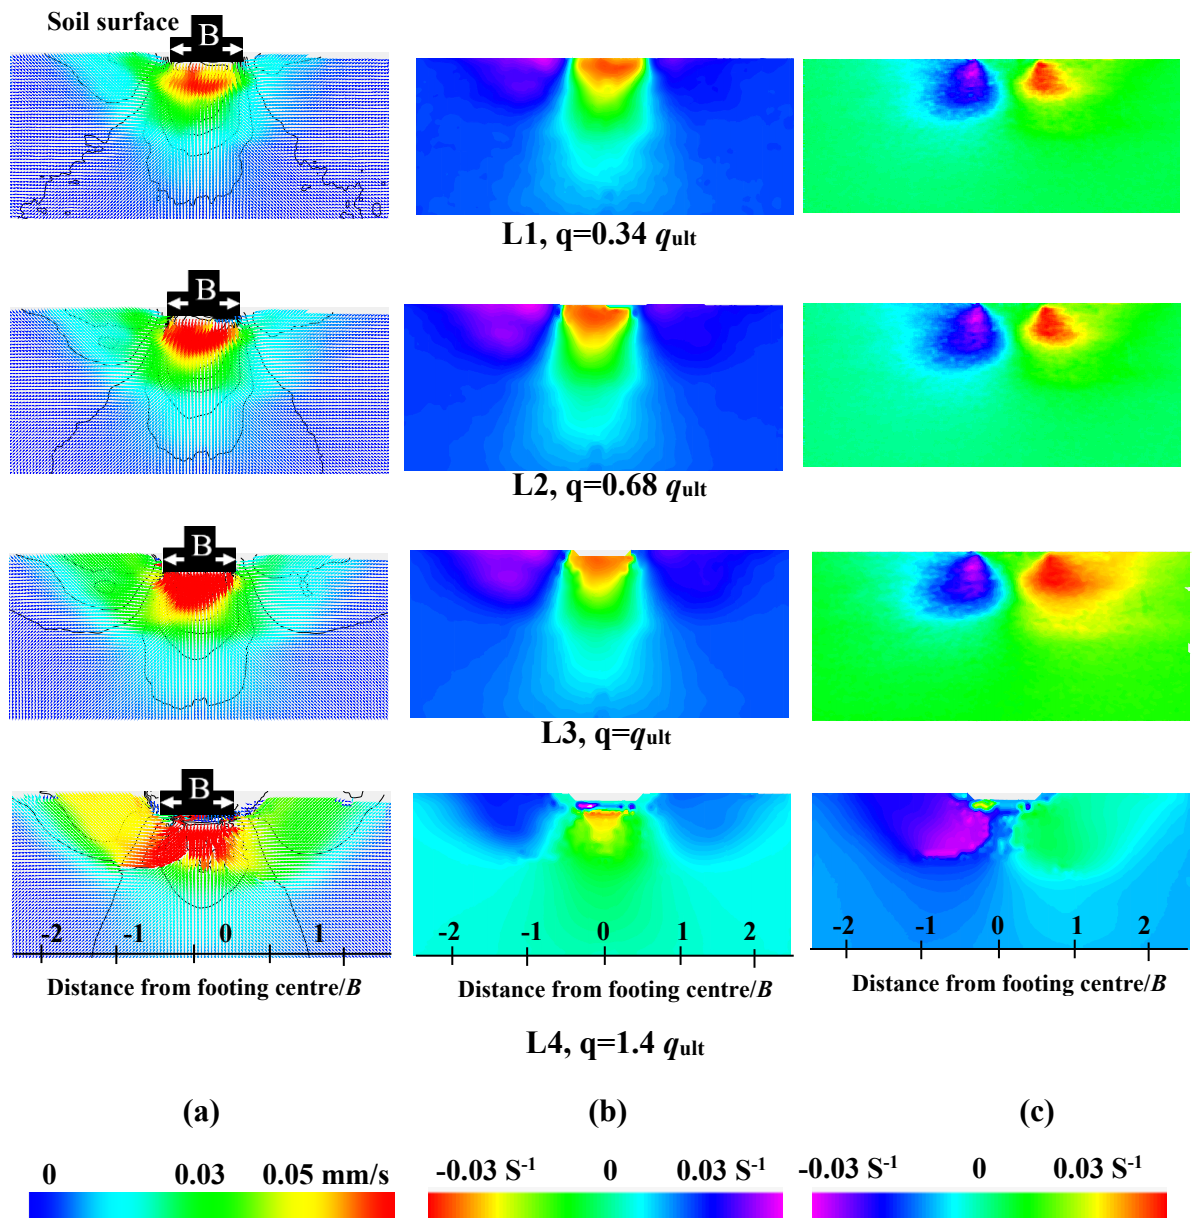 Soil surface
B
L1, q=0.34 qult
B
L2, q=0.68 qult
B
L3, q=qult
B
-2 -1 0 1
-2 -1 0 1 2
-2 -1 0 1 2
Distance from footing centre/B
Distance from footing centre/B
Distance from footing centre/B
L4, q=1.4 qult
(a) (b) (c)
0 0.03 0.05 mm/s
-0.03 S-1 0 0.03 S-1
-0.03 S-1 0 0.03 S-1